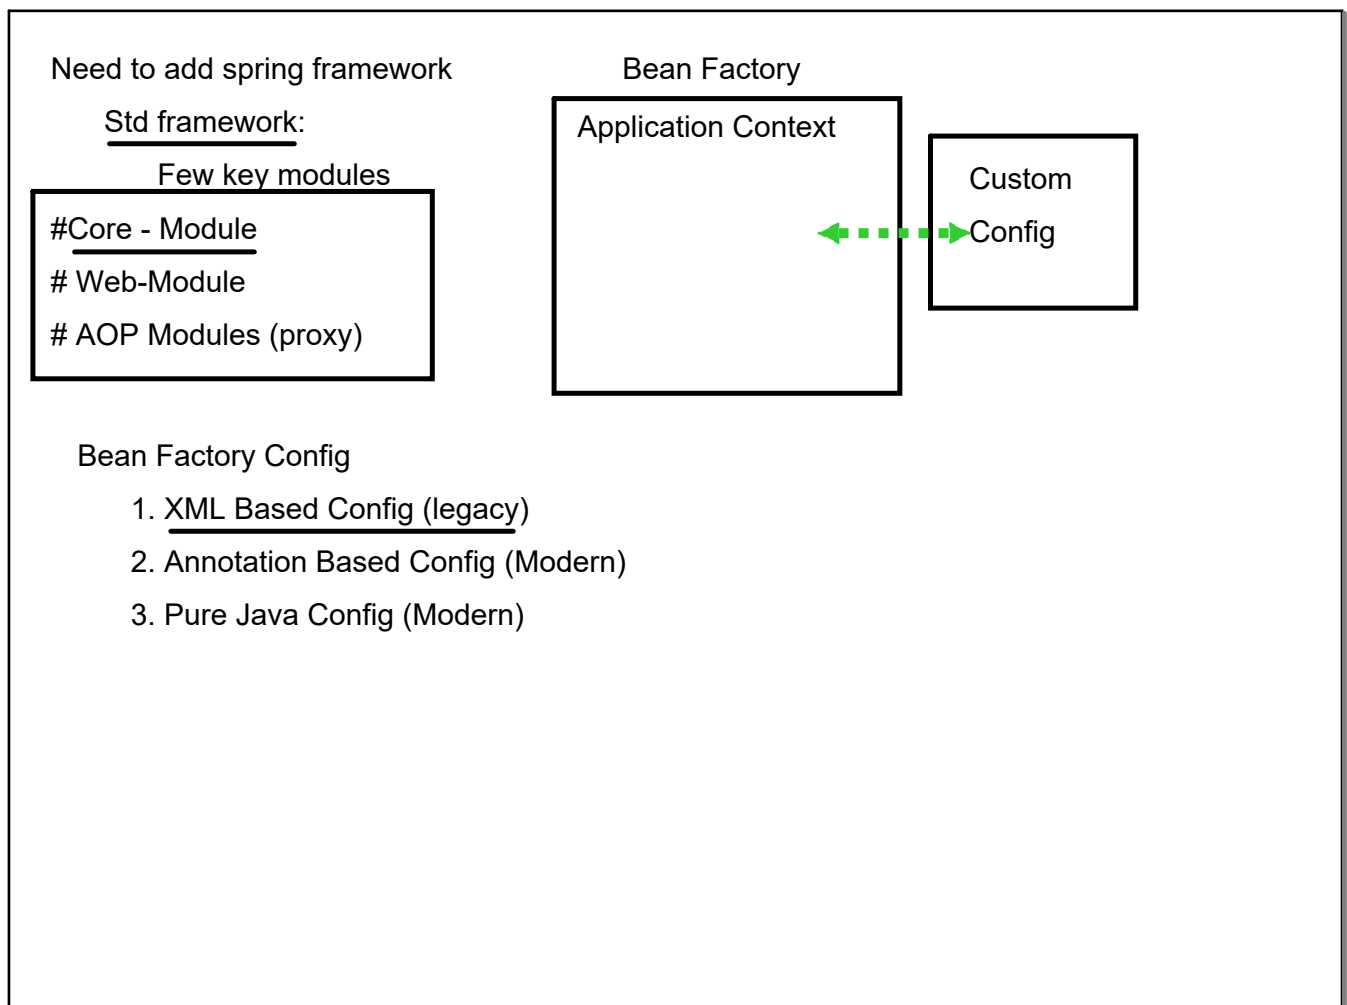 Need to add spring framework
Std framework:
Few key modules
#Core - Module
# Web-Module
# AOP Modules (proxy)
Bean Factory
Application Context
Custom
Config
Bean Factory Config
1. XML Based Config (legacy)
2. Annotation Based Config (Modern)
3. Pure Java Config (Modern)